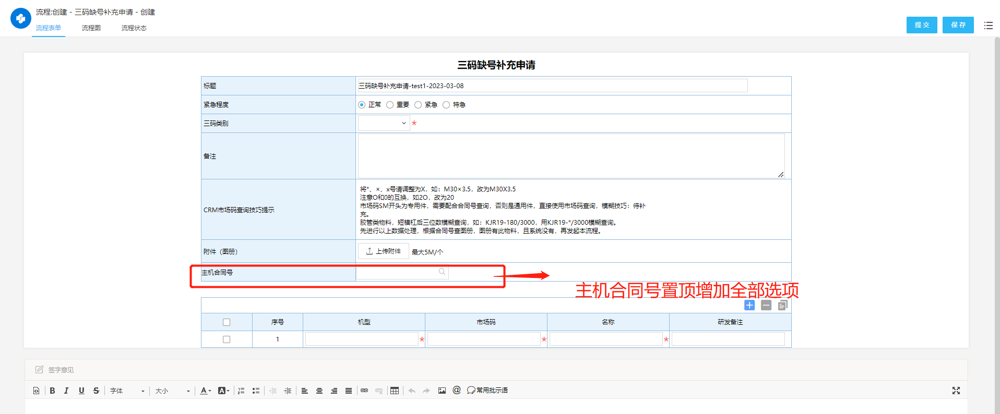 流程:创建 - 三码缺号补充申请 - 创建
流程表单 流程图 流程状态
提交 保存
三码缺号补充申请
标题 三码缺号补充申请-test1-2023-03-08
紧急程度 正常 重要 紧急 特急
三码类别 *
备注
CRM市场码查询技巧提示
将*、×、x号请调整为X，如：M30×3.5，改为M30X3.5
注意O和0的互换，如2O，改为20
市场码SM开头为专用件，需要配合合同号查询，否则是通用件，直接使用市场码查询，模糊技巧：待补
充。
胶管类物料，短横杠后三位数模糊查询，如：KJR19-180/3000，用KJR19-*/3000模糊查询。
先进行以上数据处理，根据合同号查图册，图册有此物料，且系统没有，再发起本流程。
附件（图册） 上传附件 最大5M/个
主机合同号
主机合同号置顶增加全部选项
序号 机型 市场码 名称 研发备注
1 * * *
签字意见
B I U S 字体 大小 A A @ 常用批示语